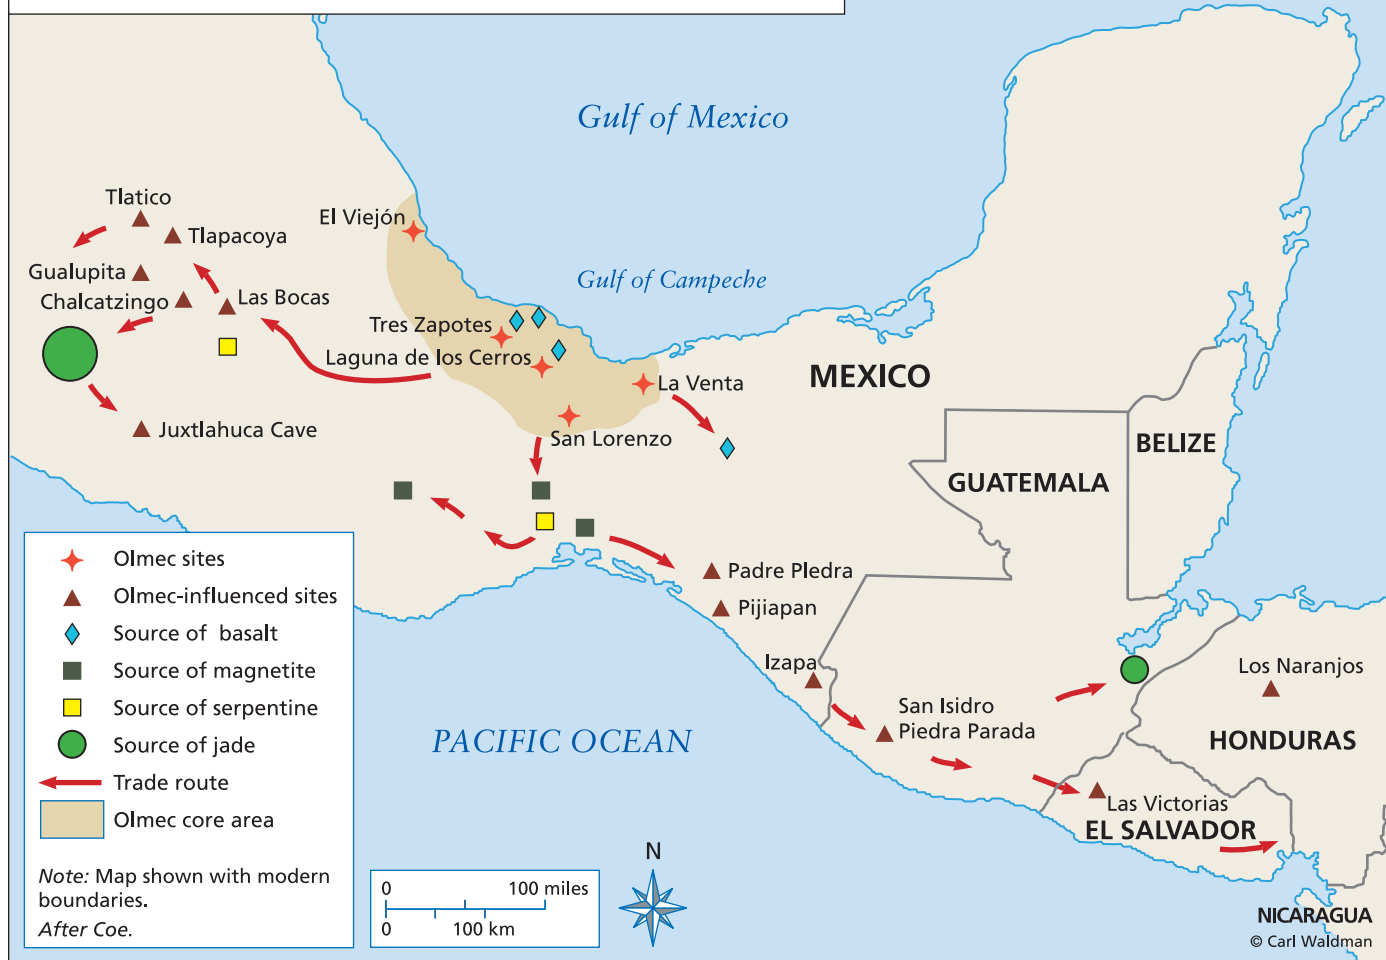 Gulf of Mexico
Tlatico
El Viejón
Tlapacoya
Gualupita
Gulf of Campeche
Chalcatzingo
Las Bocas
Tres Zapotes
Laguna de los Cerros
MEXICO
La Venta
Juxtlahuca Cave
San Lorenzo
BELIZE
GUATEMALA
Padre Pledra
Pijiapan
Izapa
Los Naranjos
San Isidro
Piedra Parada
PACIFIC OCEAN
HONDURAS
Las Victorias
EL SALVADOR
NICARAGUA
© Carl Waldman
Olmec sites
Olmec-influenced sites
Source of basalt
Source of magnetite
Source of serpentine
Source of jade
Trade route
Olmec core area
Note: Map shown with modern
boundaries.
After Coe.
0 100 miles
0 100 km
N